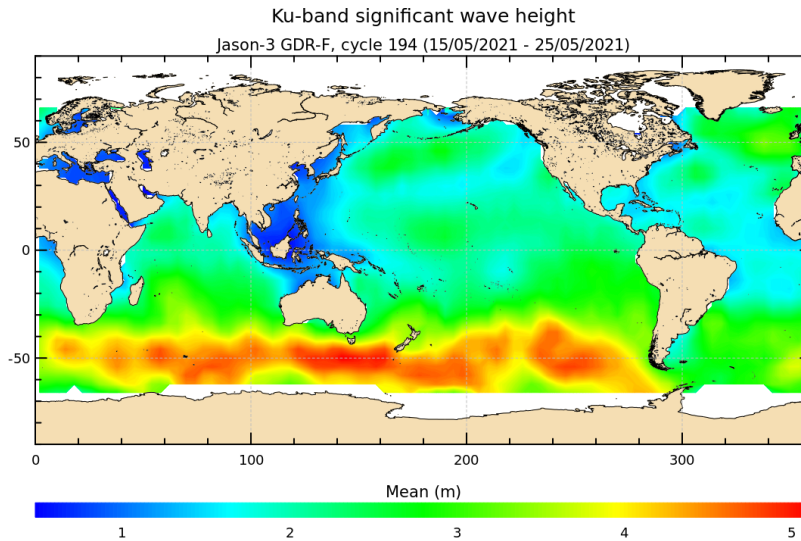 Ku-band significant wave height
Jason-3 GDR-F, cycle 194 (15/05/2021 - 25/05/2021)
50
0
-50
0 100 200 300
Mean (m)
1 2 3 4 5